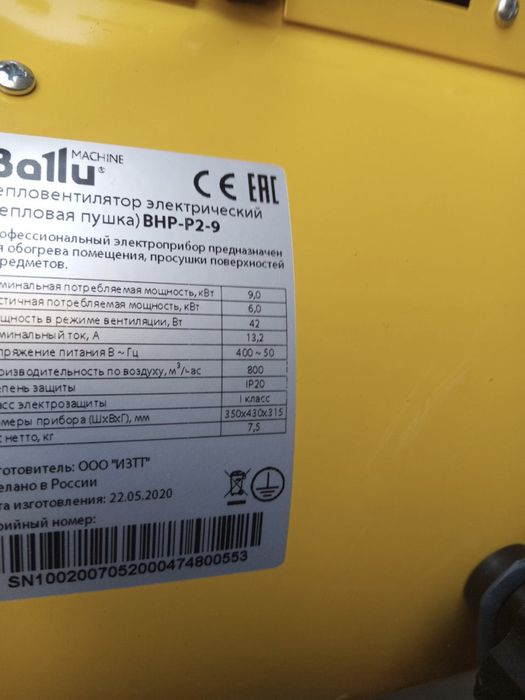 Ballu MACHINE
CE EAC
епловентилятор электрический
епловая пушка) BHP-P2-9
офессиональный электроприбор предназначен
я обогрева помещения, просушки поверхностей
редметов.
минальная потребляемая мощность, кВт 9,0
стичная потребляемая мощность, кВт 6,0
щность в режиме вентиляции, Вт 42
минальный ток, А 13,2
пряжение питания В ~ Гц 400 ~ 50
оизводительность по воздуху, м³/час 800
епень защиты IP20
асс электрозащиты I класс
меры прибора (ШхВхГ), мм 350х430х315
с нетто, кг 7,5
готовитель: ООО "ИЗТТ"
елано в России
та изготовления: 22.05.2020
рийный номер:
SN1002007052000474800553